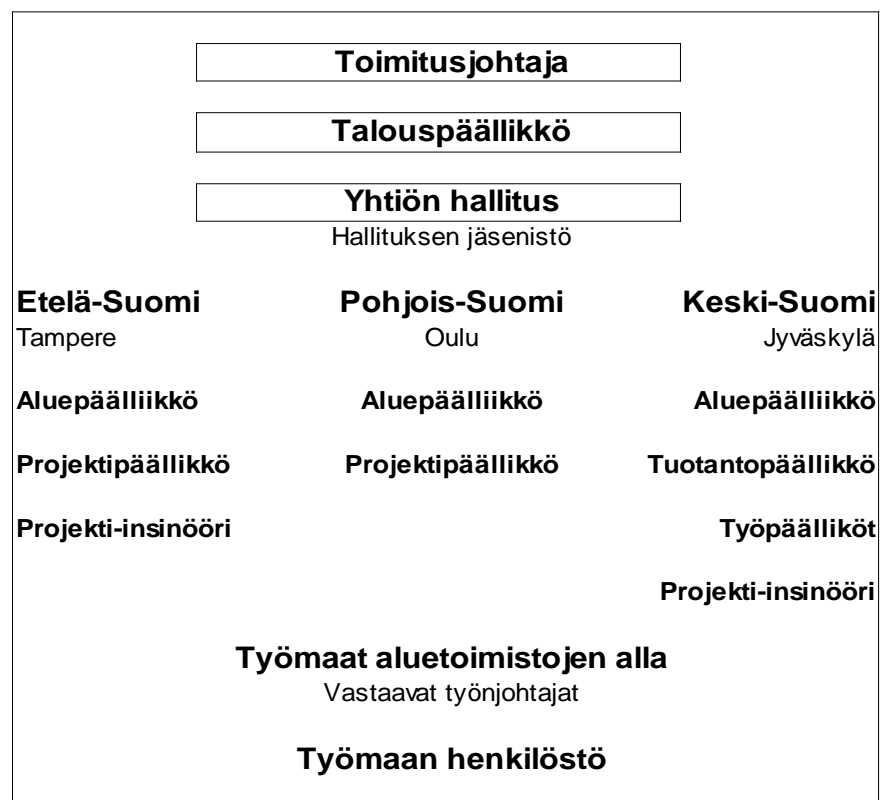 Toimitusjohtaja
Talouspäällikkö
Yhtiön hallitus
Hallituksen jäsenistö
Etelä-Suomi Pohjois-Suomi Keski-Suomi
Tampere Oulu Jyväskylä
Aluepäälliikkö Aluepäälliikkö Aluepäälliikkö
Projektipäällikkö Projektipäällikkö Tuotantopäällikkö
Projekti-insinööri Työpäälliköt
Projekti-insinööri
Työmaat aluetoimistojen alla
Vastaavat työnjohtajat
Työmaan henkilöstö